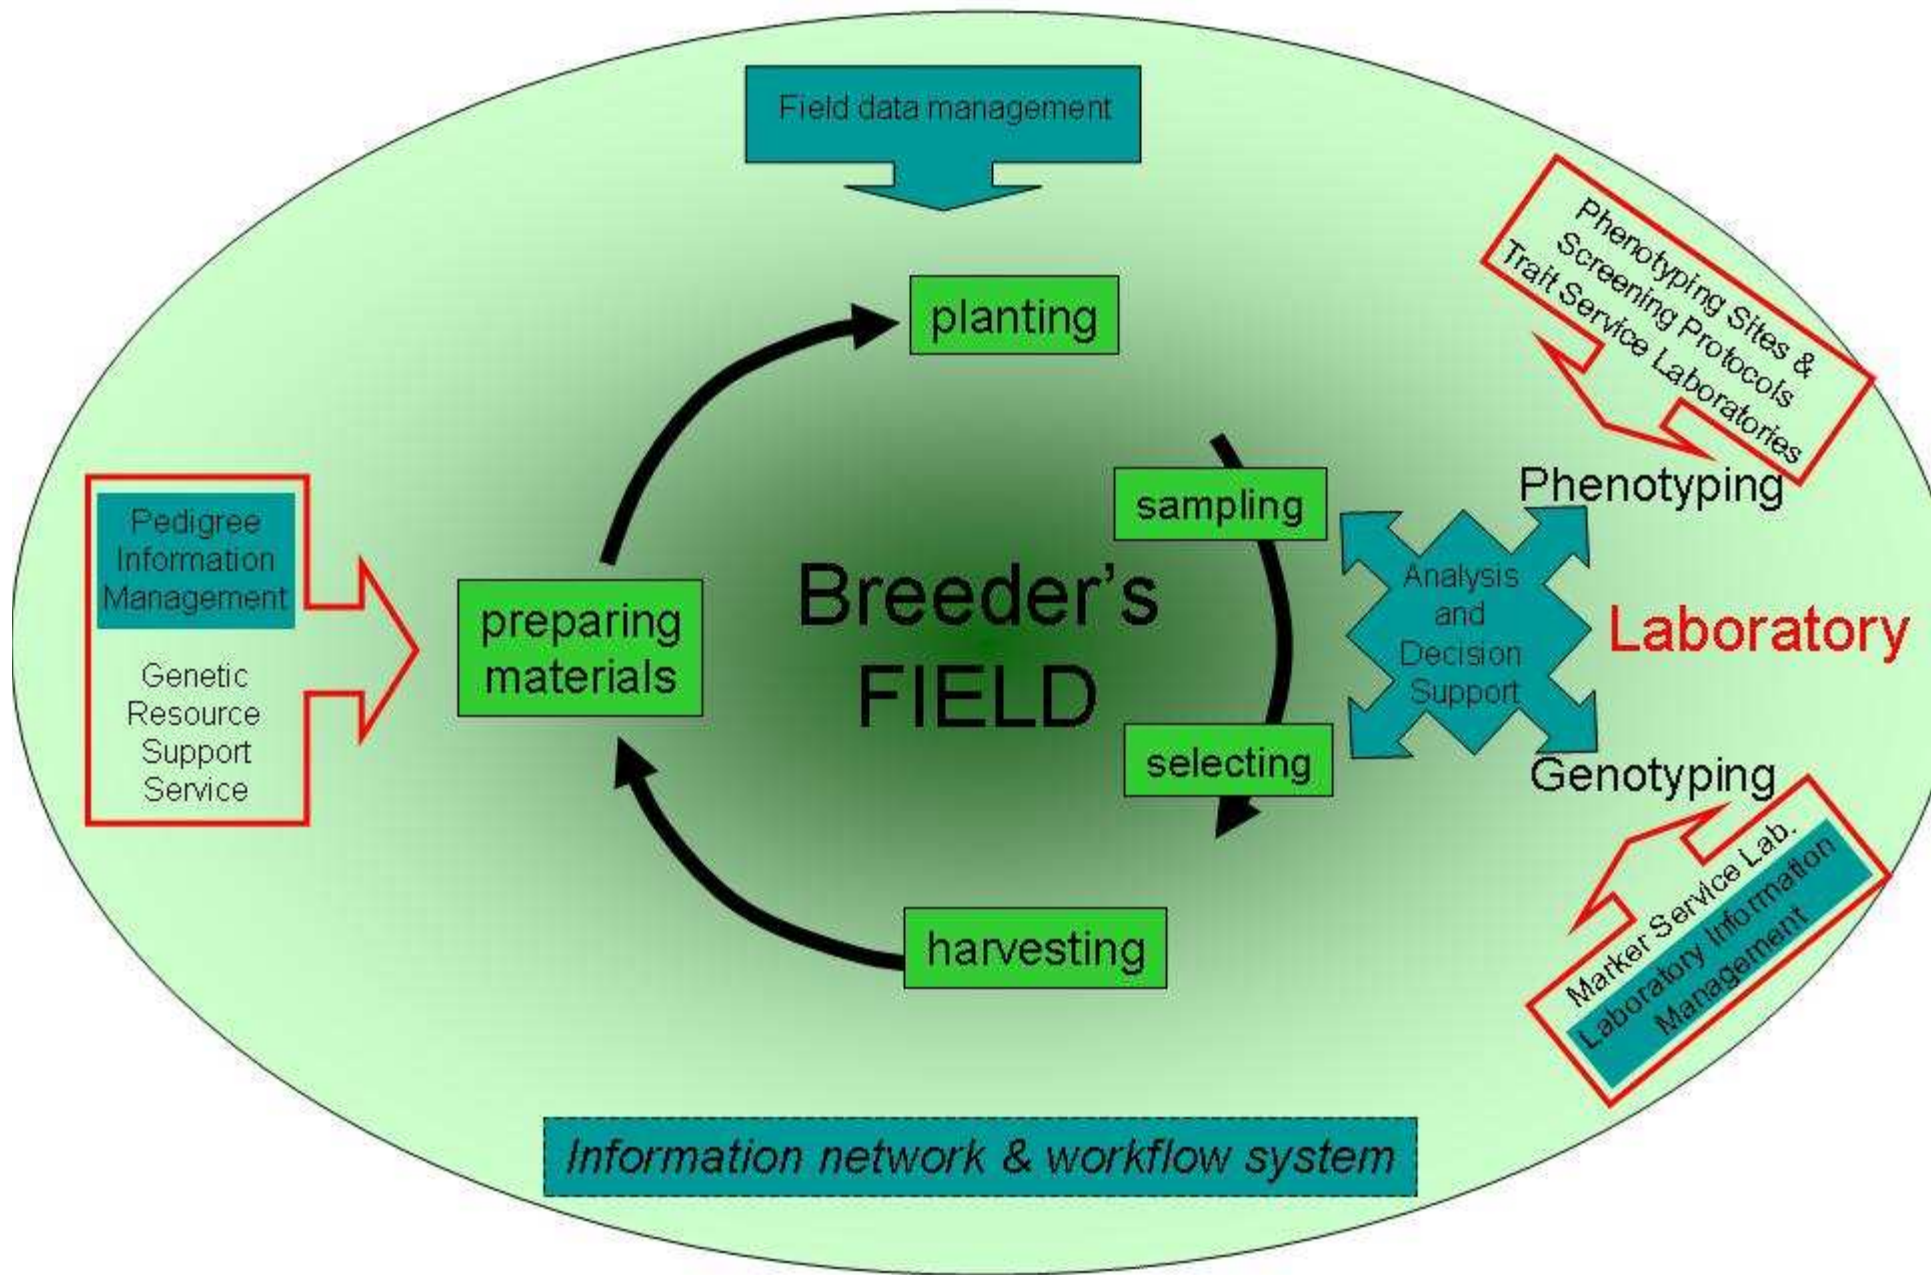 Field data management
planting
Phenotyping Sites &
Screening Protocols
Trait Service Laboratories
Phenotyping
sampling
Pedigree
Information
Management
Genetic
Resource
Support
Service
preparing
materials
Breeder's
FIELD
Analysis
and
Decision
Support
Laboratory
selecting
Genotyping
Marker Service Lab.
Laboratory Information
Management
harvesting
Information network & workflow system